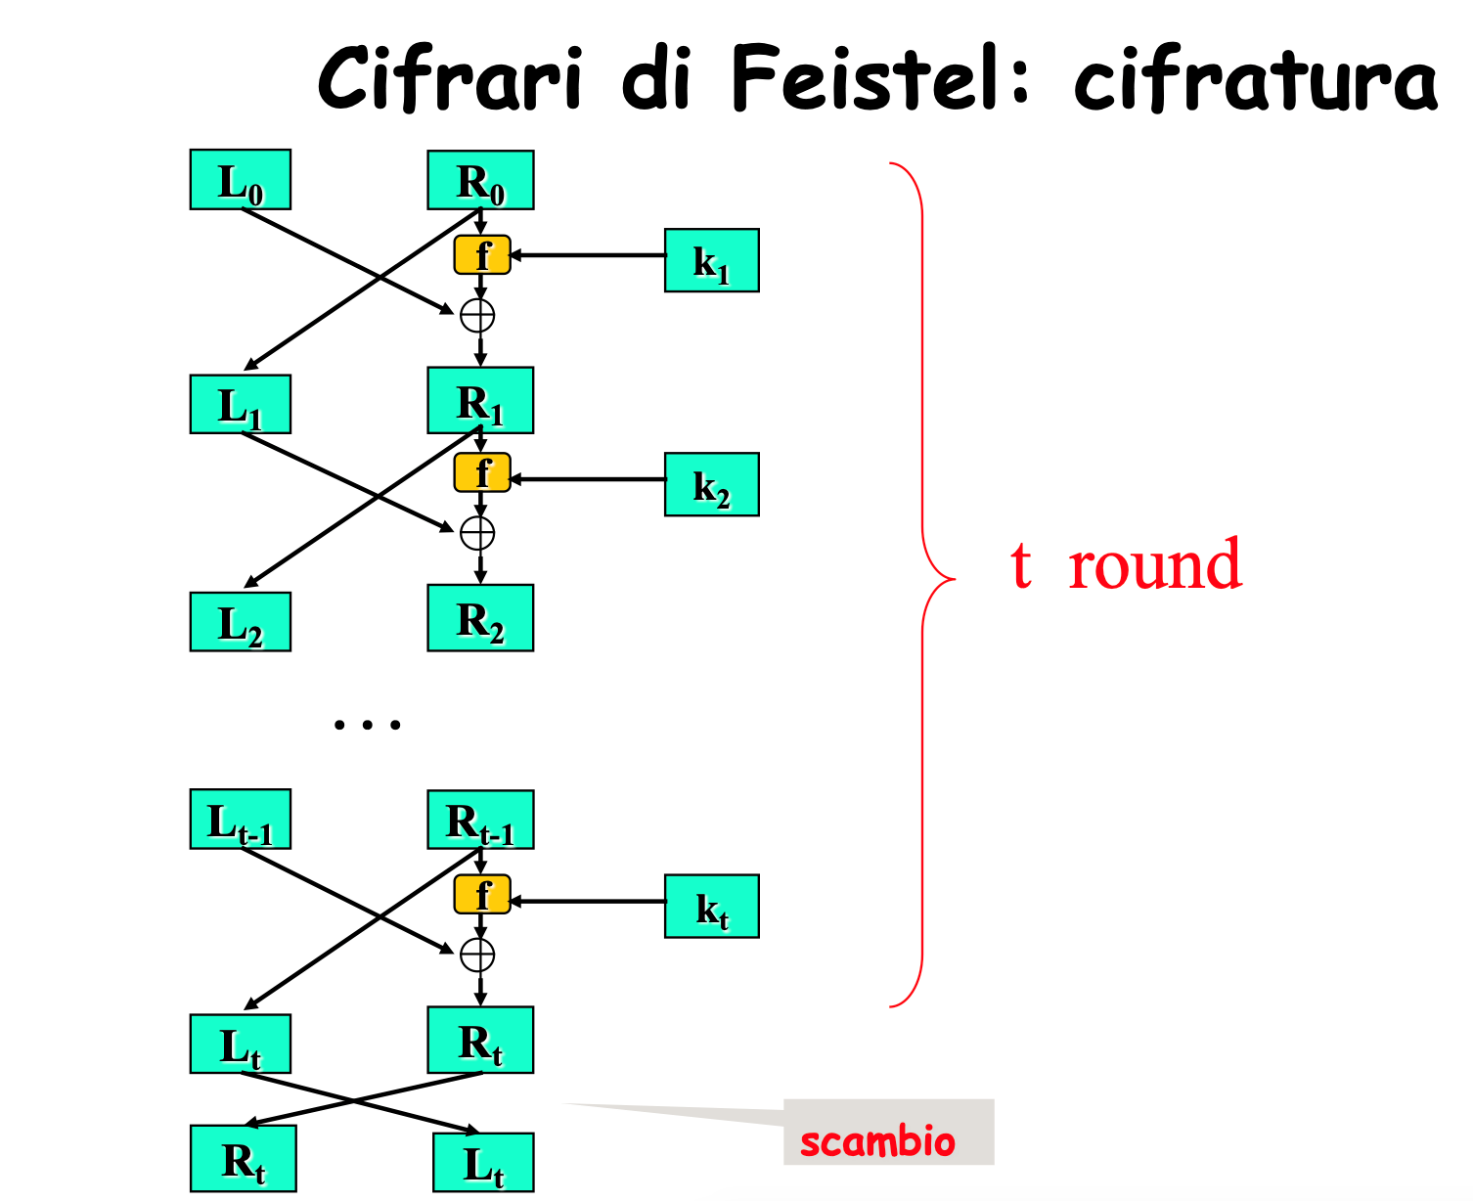 Cifrari di Feistel: cifratura
L0 R0
f k1
L1 R1
f k2
L2 R2
t round
...
Lt-1 Rt-1
f kt
Lt Rt
scambio
Rt Lt